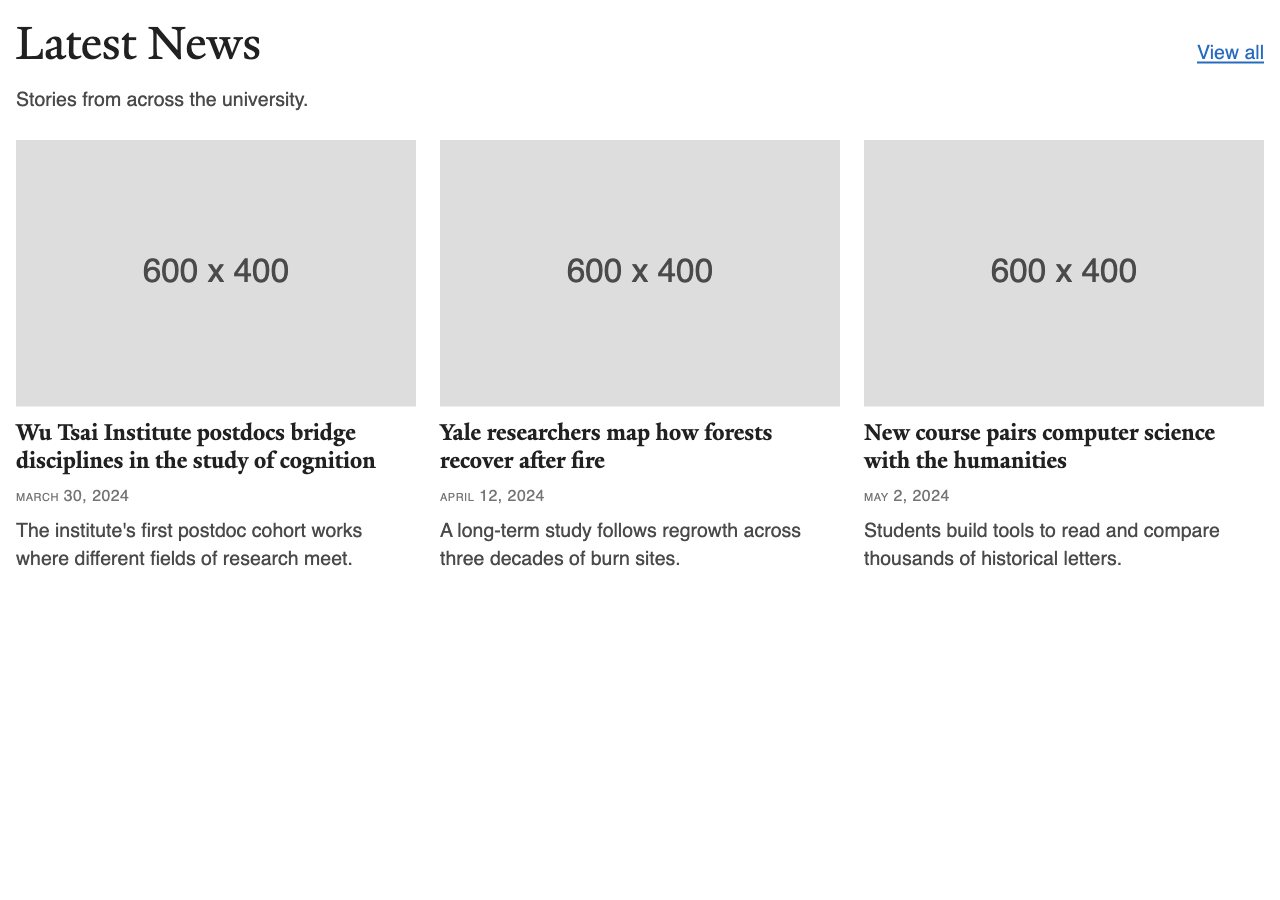 Latest News
View all
Stories from across the university.
600 x 400
600 x 400
600 x 400
Wu Tsai Institute postdocs bridge
disciplines in the study of cognition
MARCH 30, 2024
The institute's first postdoc cohort works
where different fields of research meet.
Yale researchers map how forests
recover after fire
APRIL 12, 2024
A long-term study follows regrowth across
three decades of burn sites.
New course pairs computer science
with the humanities
MAY 2, 2024
Students build tools to read and compare
thousands of historical letters.